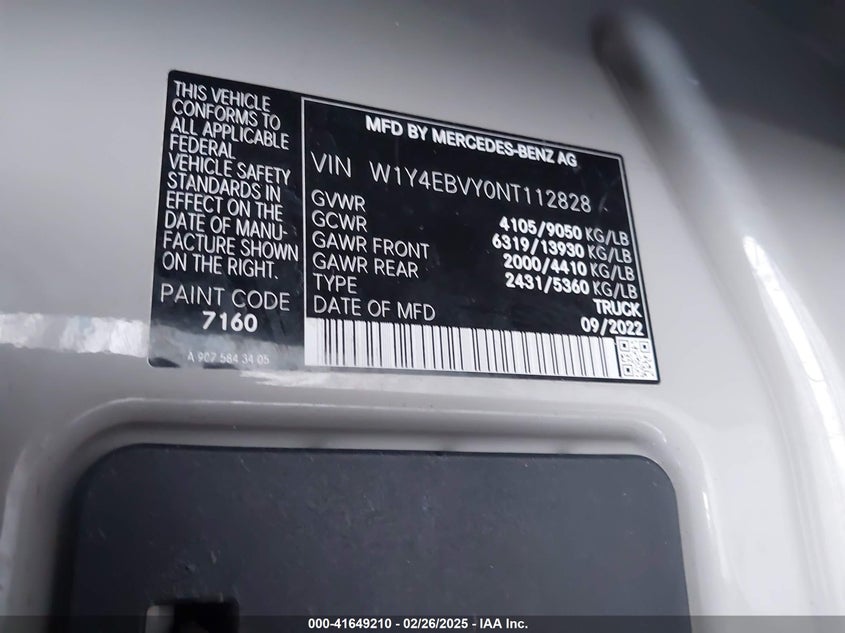 THIS VEHICLE
CONFORMS TO
ALL APPLICABLE
FEDERAL
VEHICLE SAFETY
STANDARDS IN
EFFECT ON THE
DATE OF MANU-
FACTURE SHOWN
ON THE RIGHT.
PAINT CODE
7160
A 907 584 34 05
MFD BY MERCEDES-BENZ AG
VIN W1Y4EBVY0NT112828
GVWR 4105/9050 KG/LB
GCWR 6319/13930 KG/LB
GAWR FRONT 2000/4410 KG/LB
GAWR REAR 2431/5360 KG/LB
TYPE TRUCK
DATE OF MFD 09/2022
000-41649210 - 02/26/2025 - IAA Inc.